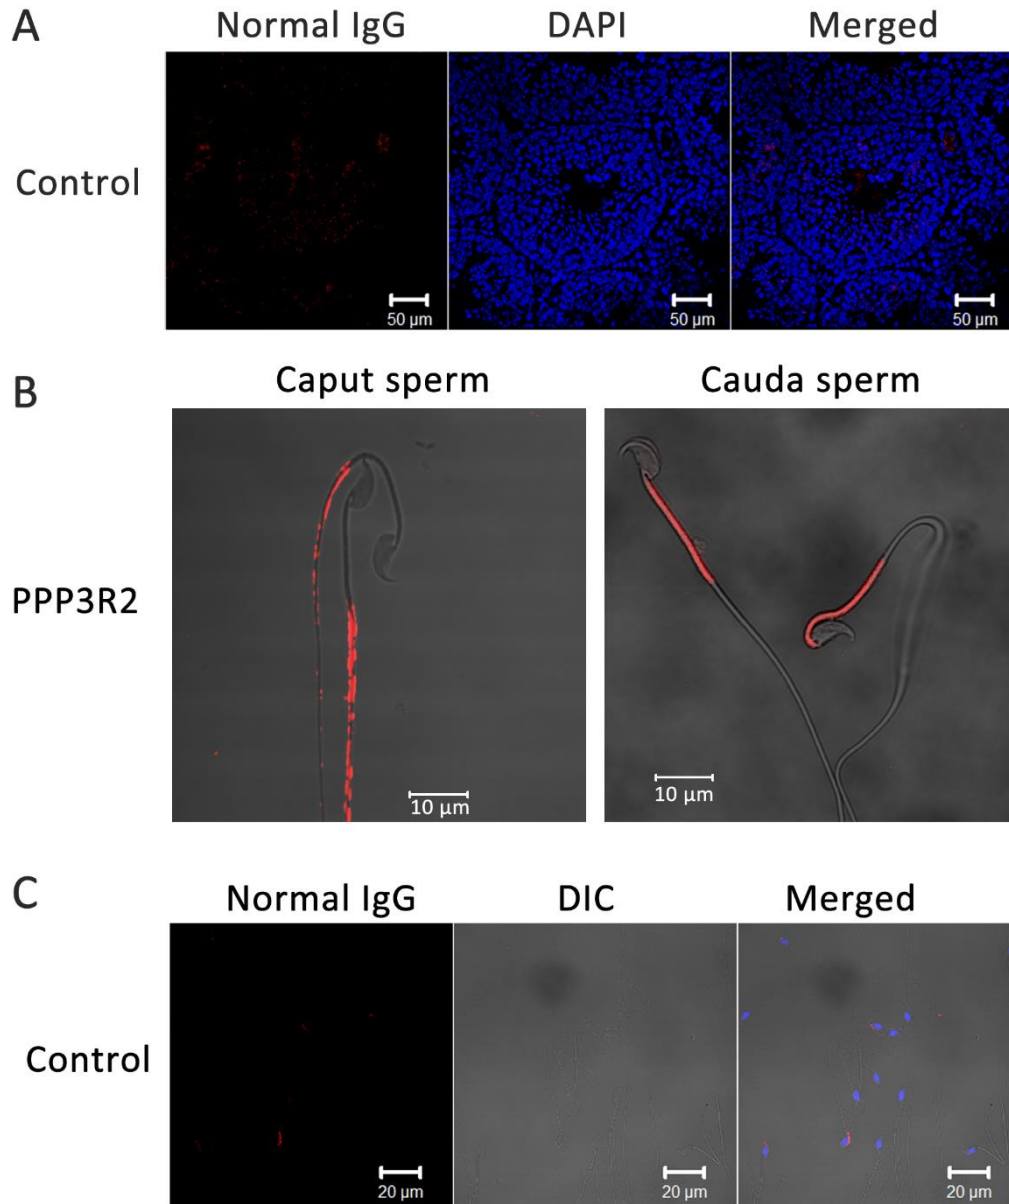 A
Normal IgG DAPI Merged
Control
50 µm 50 µm 50 µm
B
Caput sperm Cauda sperm
PPP3R2
10 µm 10 µm
C
Normal IgG DIC Merged
Control
20 µm 20 µm 20 µm